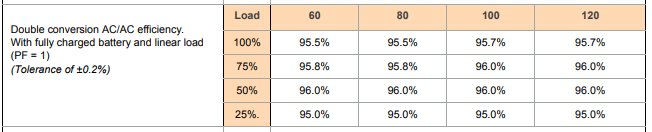 Load 60 80 100 120
Double conversion AC/AC efficiency.
With fully charged battery and linear load
(PF = 1)
(Tolerance of ±0.2%)
100% 95.5% 95.5% 95.7% 95.7%
75% 95.8% 95.8% 96.0% 96.0%
50% 96.0% 96.0% 96.0% 96.0%
25%. 95.0% 95.0% 95.0% 95.0%